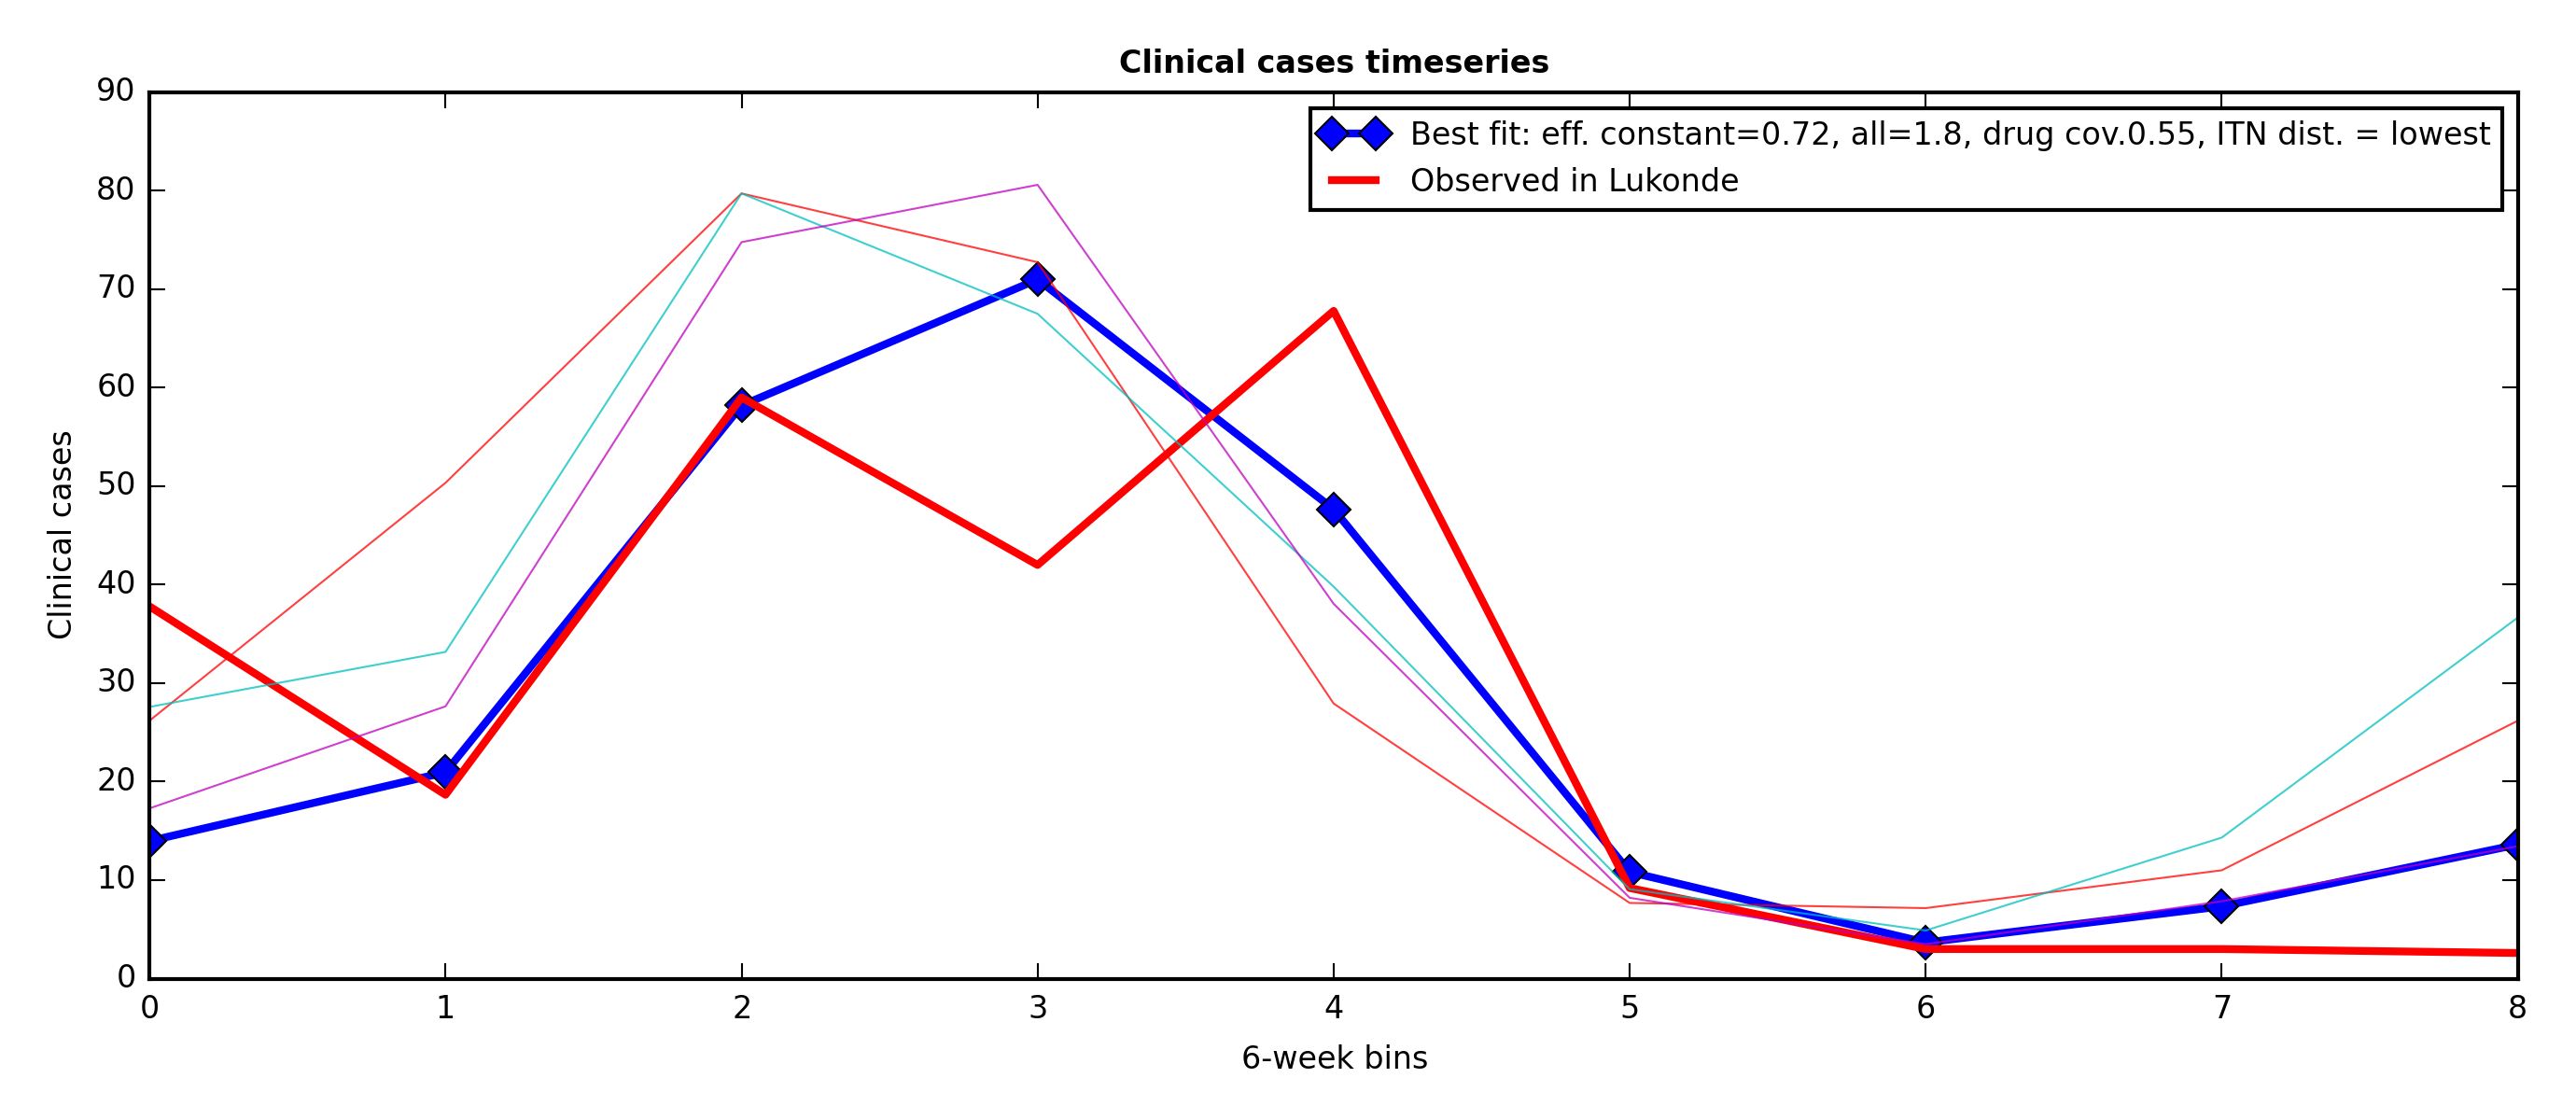 Clinical cases timeseries
90
80
70
60
50
40
30
20
10
0
Clinical cases
Best fit: eff. constant=0.72, all=1.8, drug cov.0.55, ITN dist. = lowest
Observed in Lukonde
0 1 2 3 4 5 6 7 8
6-week bins